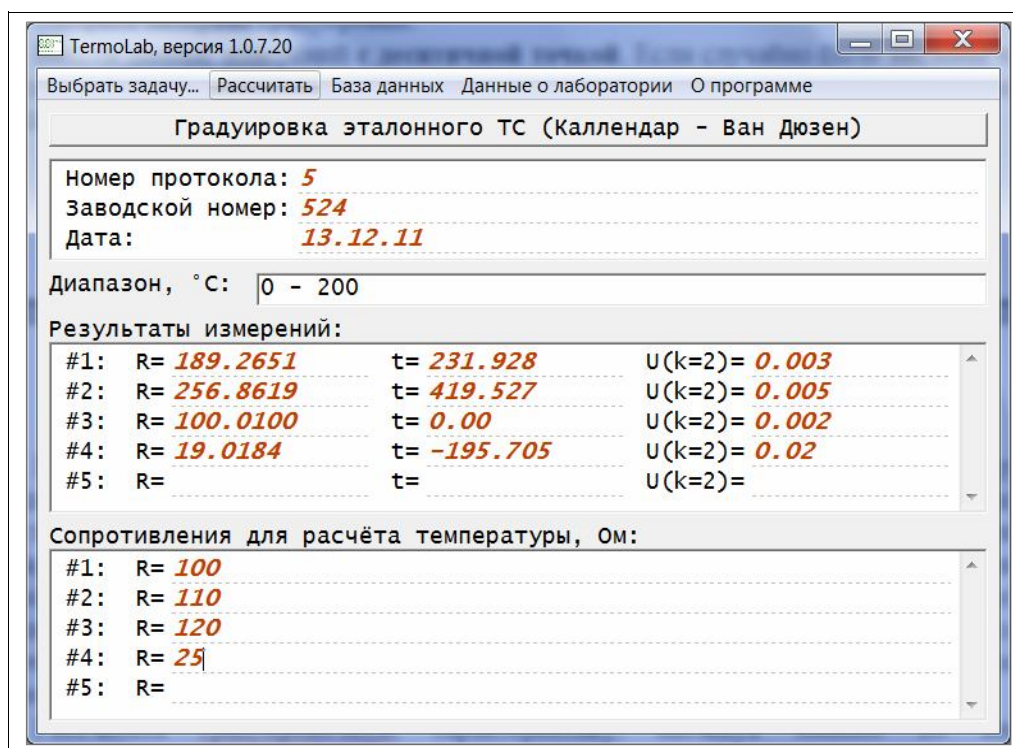 TermoLab, версия 1.0.7.20
Выбрать задачу... Рассчитать База данных Данные о лаборатории О программе
Градуировка эталонного ТС (Каллендар - Ван Дюзен)
Номер протокола: 5
Заводской номер: 524
Дата: 13.12.11
Диапазон, °C: 0 - 200
Результаты измерений:
#1: R= 189.2651 t= 231.928 U(k=2)= 0.003
#2: R= 256.8619 t= 419.527 U(k=2)= 0.005
#3: R= 100.0100 t= 0.00 U(k=2)= 0.002
#4: R= 19.0184 t= -195.705 U(k=2)= 0.02
#5: R= t= U(k=2)=
Сопротивления для расчёта температуры, Ом:
#1: R= 100
#2: R= 110
#3: R= 120
#4: R= 25
#5: R=